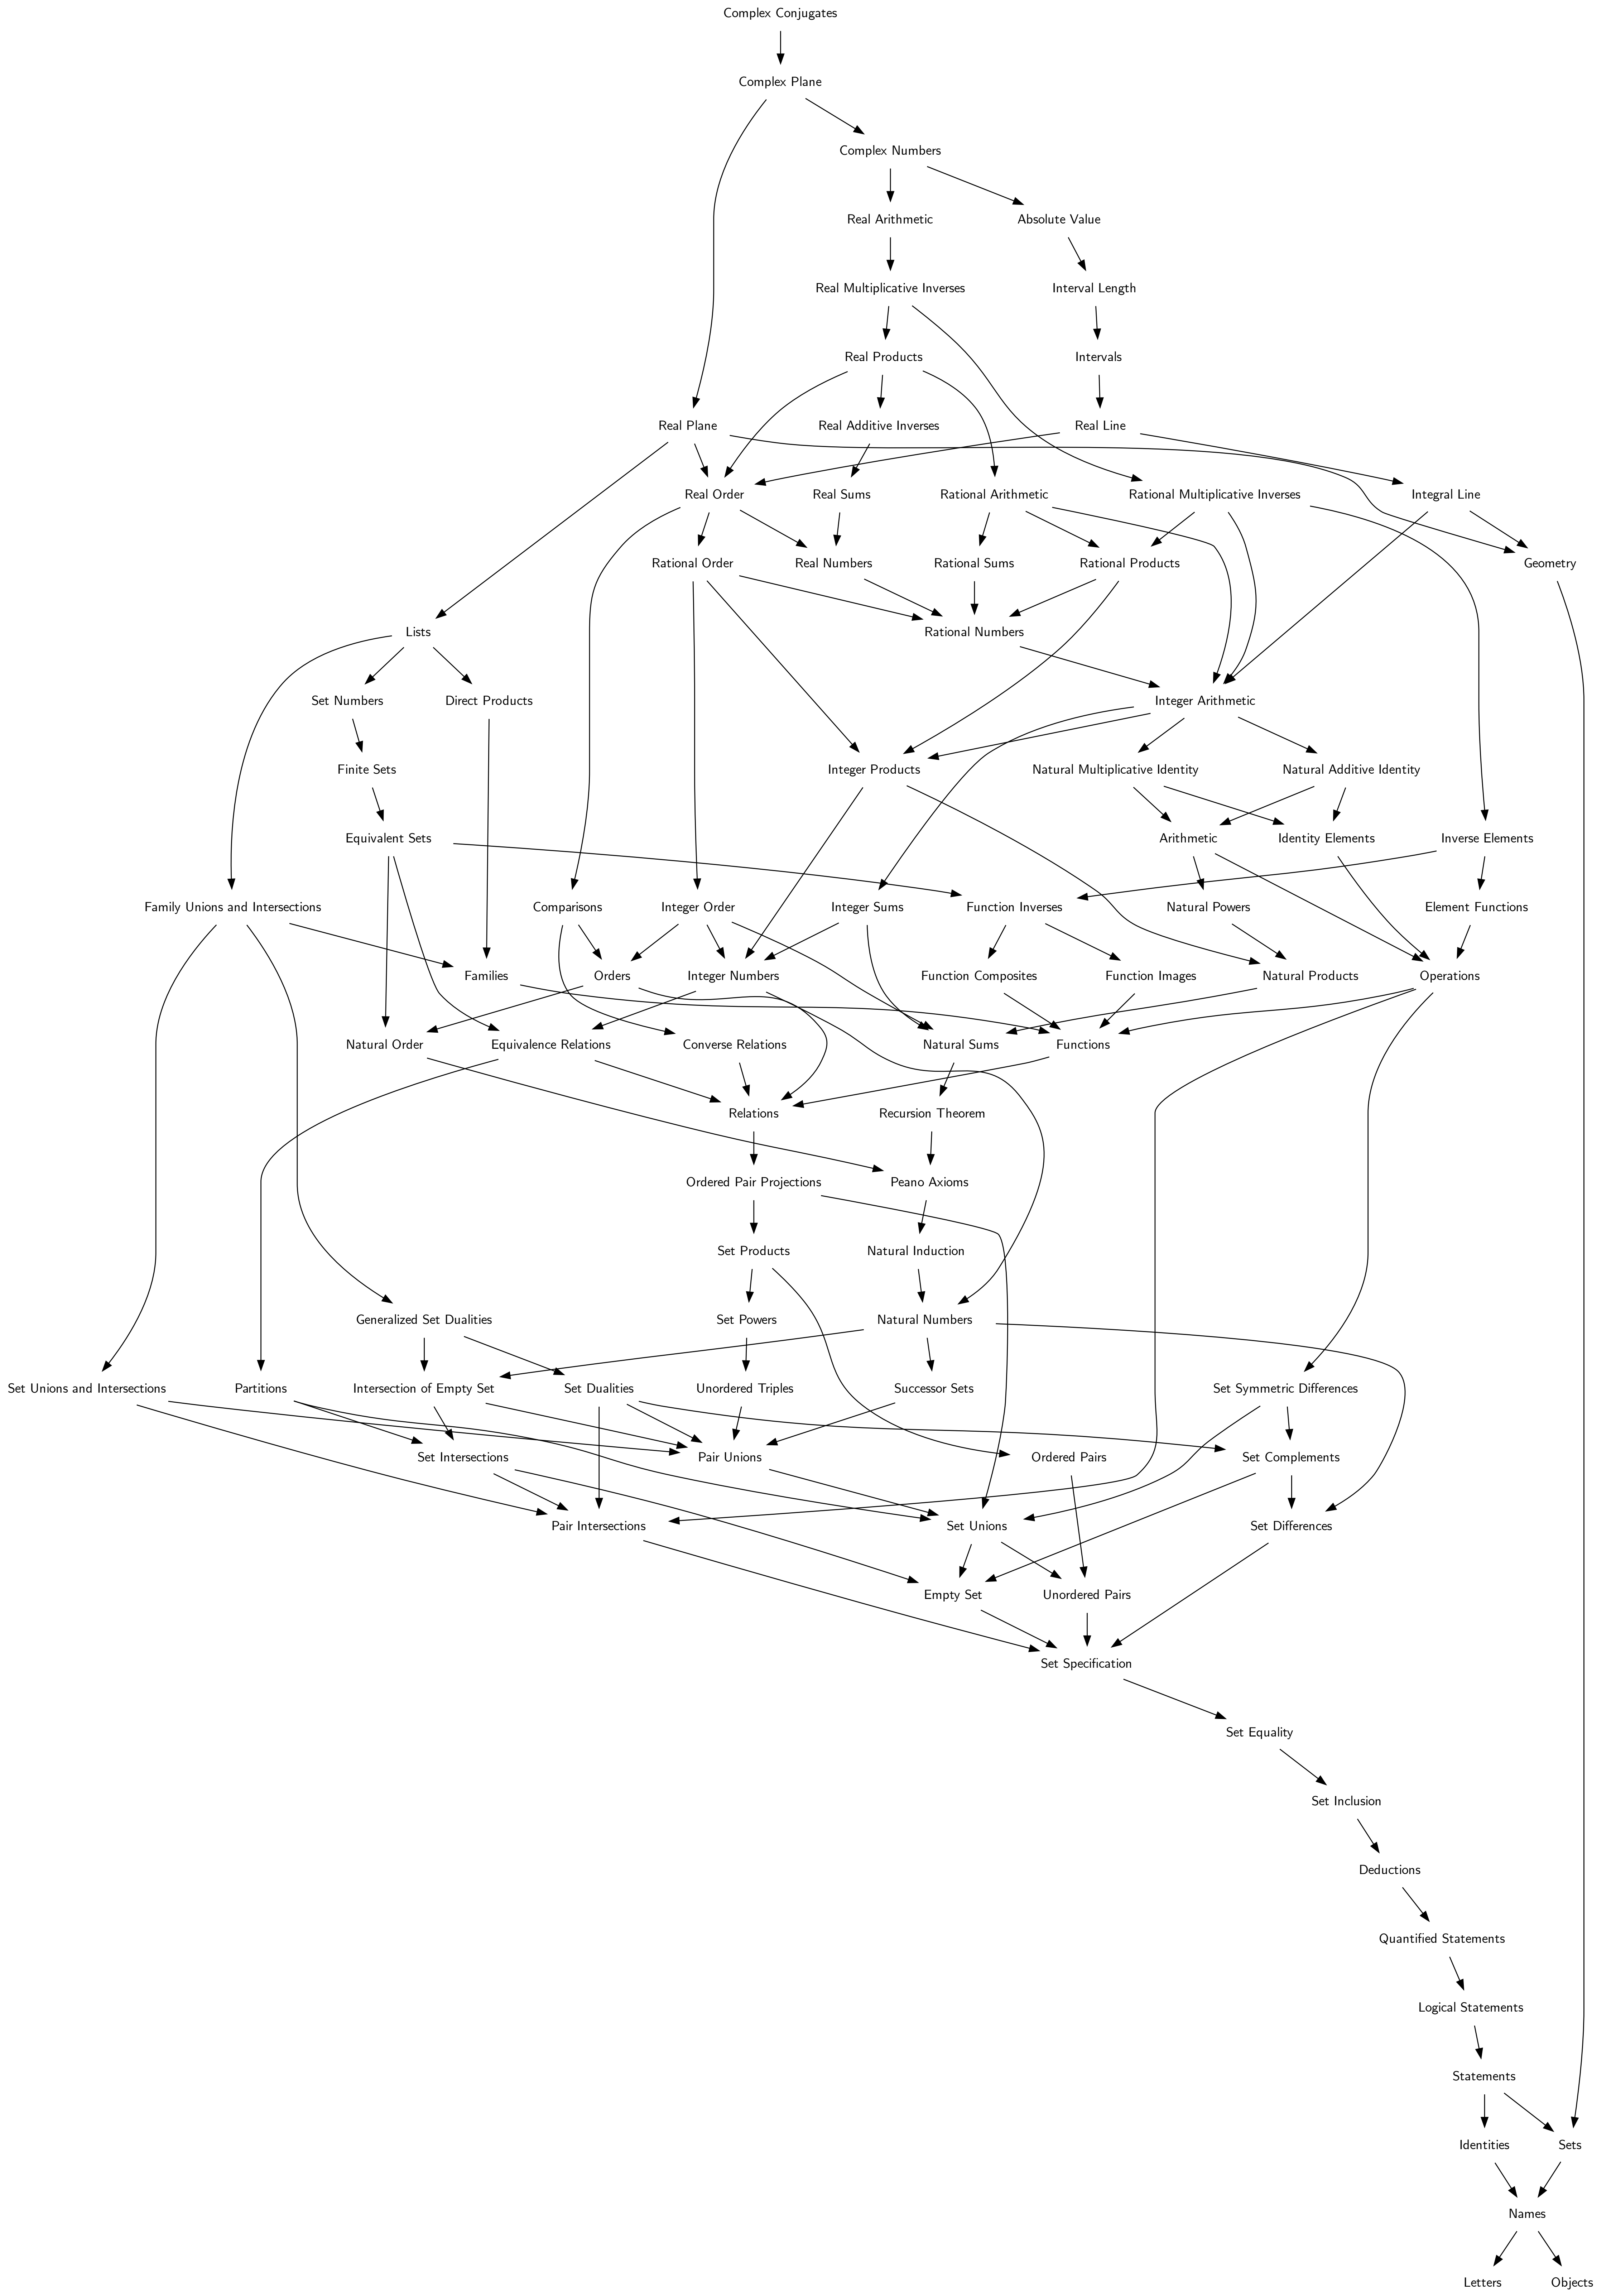 Complex Conjugates
Complex Plane
Complex Numbers
Real Arithmetic
Absolute Value
Real Multiplicative Inverses
Interval Length
Real Products
Intervals
Real Plane
Real Additive Inverses
Real Line
Real Order
Real Sums
Rational Arithmetic
Rational Multiplicative Inverses
Integral Line
Rational Order
Real Numbers
Rational Sums
Rational Products
Geometry
Lists
Rational Numbers
Set Numbers
Direct Products
Integer Arithmetic
Finite Sets
Integer Products
Natural Multiplicative Identity
Natural Additive Identity
Equivalent Sets
Arithmetic
Identity Elements
Inverse Elements
Family Unions and Intersections
Comparisons
Integer Order
Integer Sums
Function Inverses
Natural Powers
Element Functions
Families
Orders
Integer Numbers
Function Composites
Function Images
Natural Products
Operations
Natural Order
Equivalence Relations
Converse Relations
Natural Sums
Functions
Relations
Recursion Theorem
Ordered Pair Projections
Peano Axioms
Set Products
Natural Induction
Generalized Set Dualities
Set Powers
Natural Numbers
Set Unions and Intersections
Partitions
Intersection of Empty Set
Set Dualities
Unordered Triples
Successor Sets
Set Symmetric Differences
Set Intersections
Pair Unions
Ordered Pairs
Set Complements
Pair Intersections
Set Unions
Set Differences
Empty Set
Unordered Pairs
Set Specification
Set Equality
Set Inclusion
Deductions
Quantified Statements
Logical Statements
Statements
Identities
Sets
Names
Letters
Objects